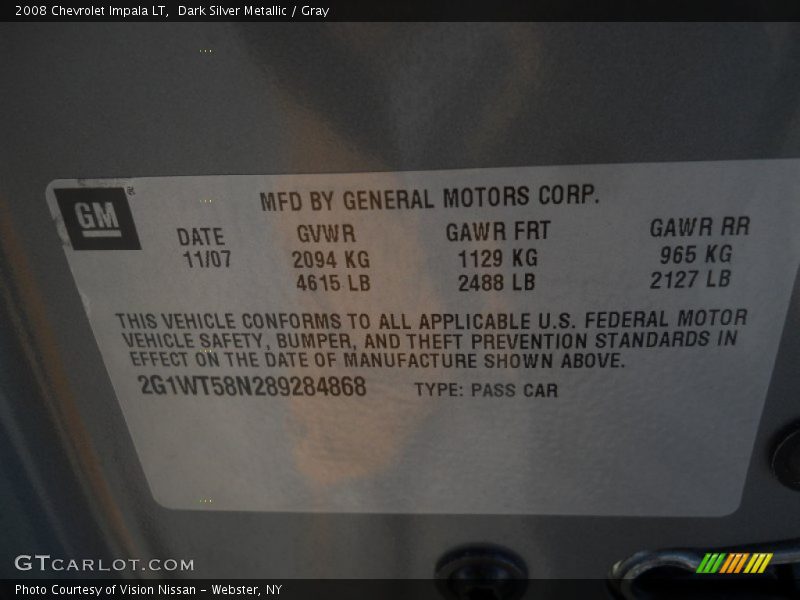 2008 Chevrolet Impala LT, Dark Silver Metallic / Gray
GM®
MFD BY GENERAL MOTORS CORP.
DATE GVWR GAWR FRT GAWR RR
11/07 2094 KG 1129 KG 965 KG
4615 LB 2488 LB 2127 LB
THIS VEHICLE CONFORMS TO ALL APPLICABLE U.S. FEDERAL MOTOR
VEHICLE SAFETY, BUMPER, AND THEFT PREVENTION STANDARDS IN
EFFECT ON THE DATE OF MANUFACTURE SHOWN ABOVE.
2G1WT58N289284868 TYPE: PASS CAR
GTCARLOT.COM
Photo Courtesy of Vision Nissan - Webster, NY